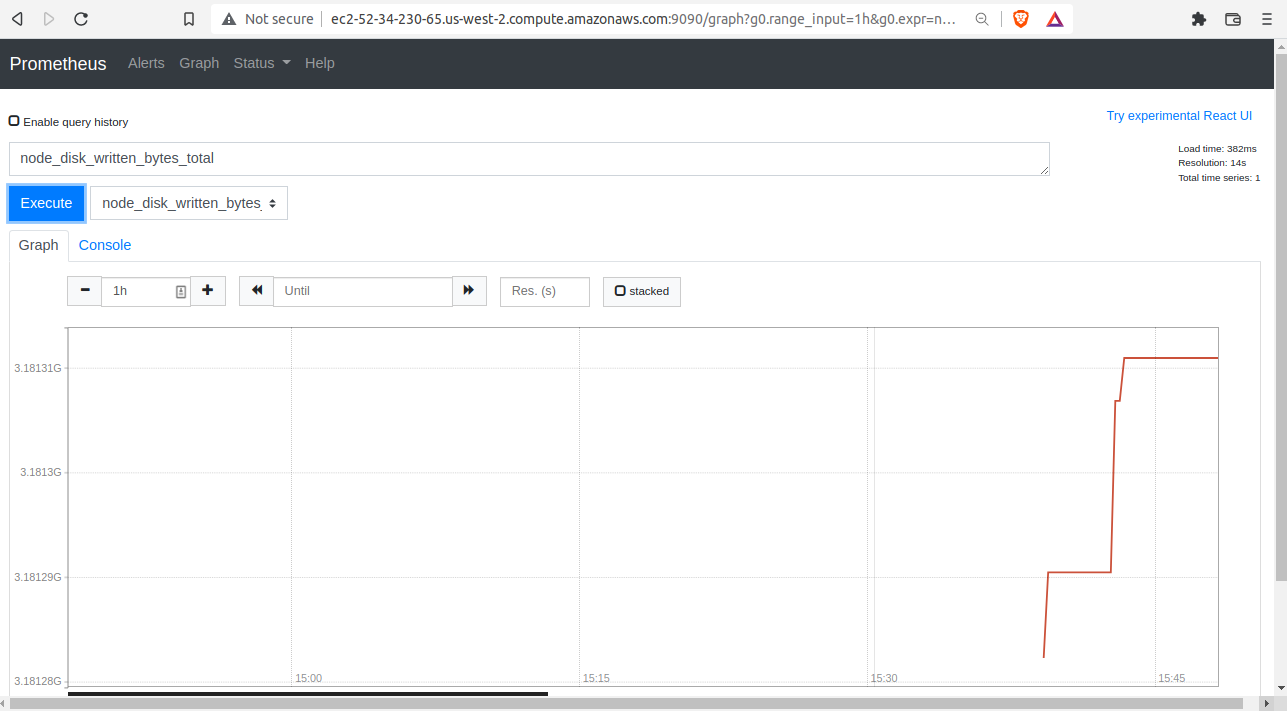 Not secure ec2-52-34-230-65.us-west-2.compute.amazonaws.com:9090/graph?g0.range_input=1h&g0.expr=n...
Prometheus Alerts Graph Status Help
Enable query history
Try experimental React UI
node_disk_written_bytes_total
Load time: 382ms
Resolution: 14s
Total time series: 1
Execute node_disk_written_bytes_
Graph Console
1h Until Res. (s) stacked
3.18131G
3.1813G
3.18129G
3.18128G
15:00 15:15 15:30 15:45